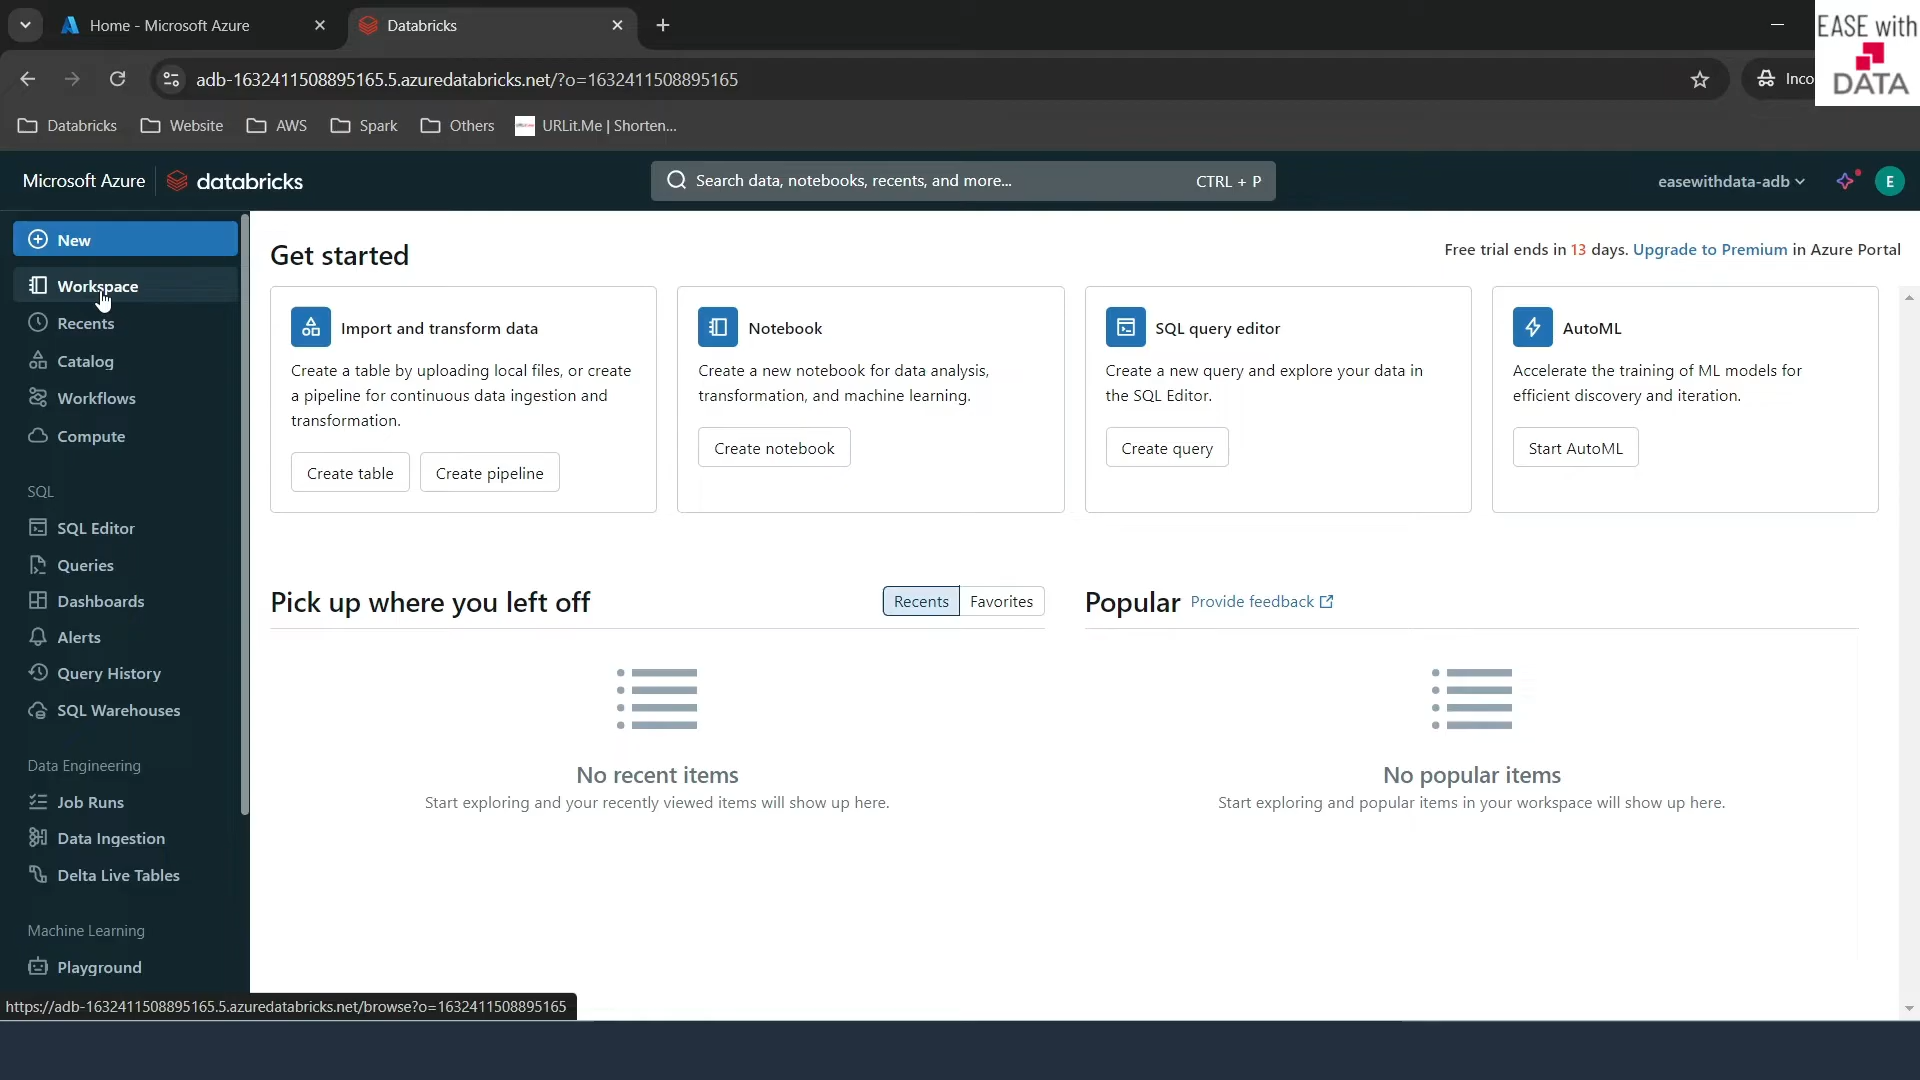 Home - Microsoft Azure
Databricks
EASE with
DATA
adb-1632411508895165.5.azuredatabricks.net/?o=1632411508895165
Inco
Databricks
Website
AWS
Spark
Others
URLit.Me | Shorten...
Microsoft Azure
databricks
Search data, notebooks, recents, and more...
CTRL + P
easewithdata-adb
E
New
Workspace
Recents
Catalog
Workflows
Compute
SQL
SQL Editor
Queries
Dashboards
Alerts
Query History
SQL Warehouses
Data Engineering
Job Runs
Data Ingestion
Delta Live Tables
Machine Learning
Playground
Get started
Free trial ends in 13 days. Upgrade to Premium in Azure Portal
Import and transform data
Create a table by uploading local files, or create
a pipeline for continuous data ingestion and
transformation.
Create table
Create pipeline
Notebook
Create a new notebook for data analysis,
transformation, and machine learning.
Create notebook
SQL query editor
Create a new query and explore your data in
the SQL Editor.
Create query
AutoML
Accelerate the training of ML models for
efficient discovery and iteration.
Start AutoML
Pick up where you left off
Recents
Favorites
No recent items
Start exploring and your recently viewed items will show up here.
Popular
Provide feedback
No popular items
Start exploring and popular items in your workspace will show up here.
https://adb-1632411508895165.5.azuredatabricks.net/browse?o=1632411508895165